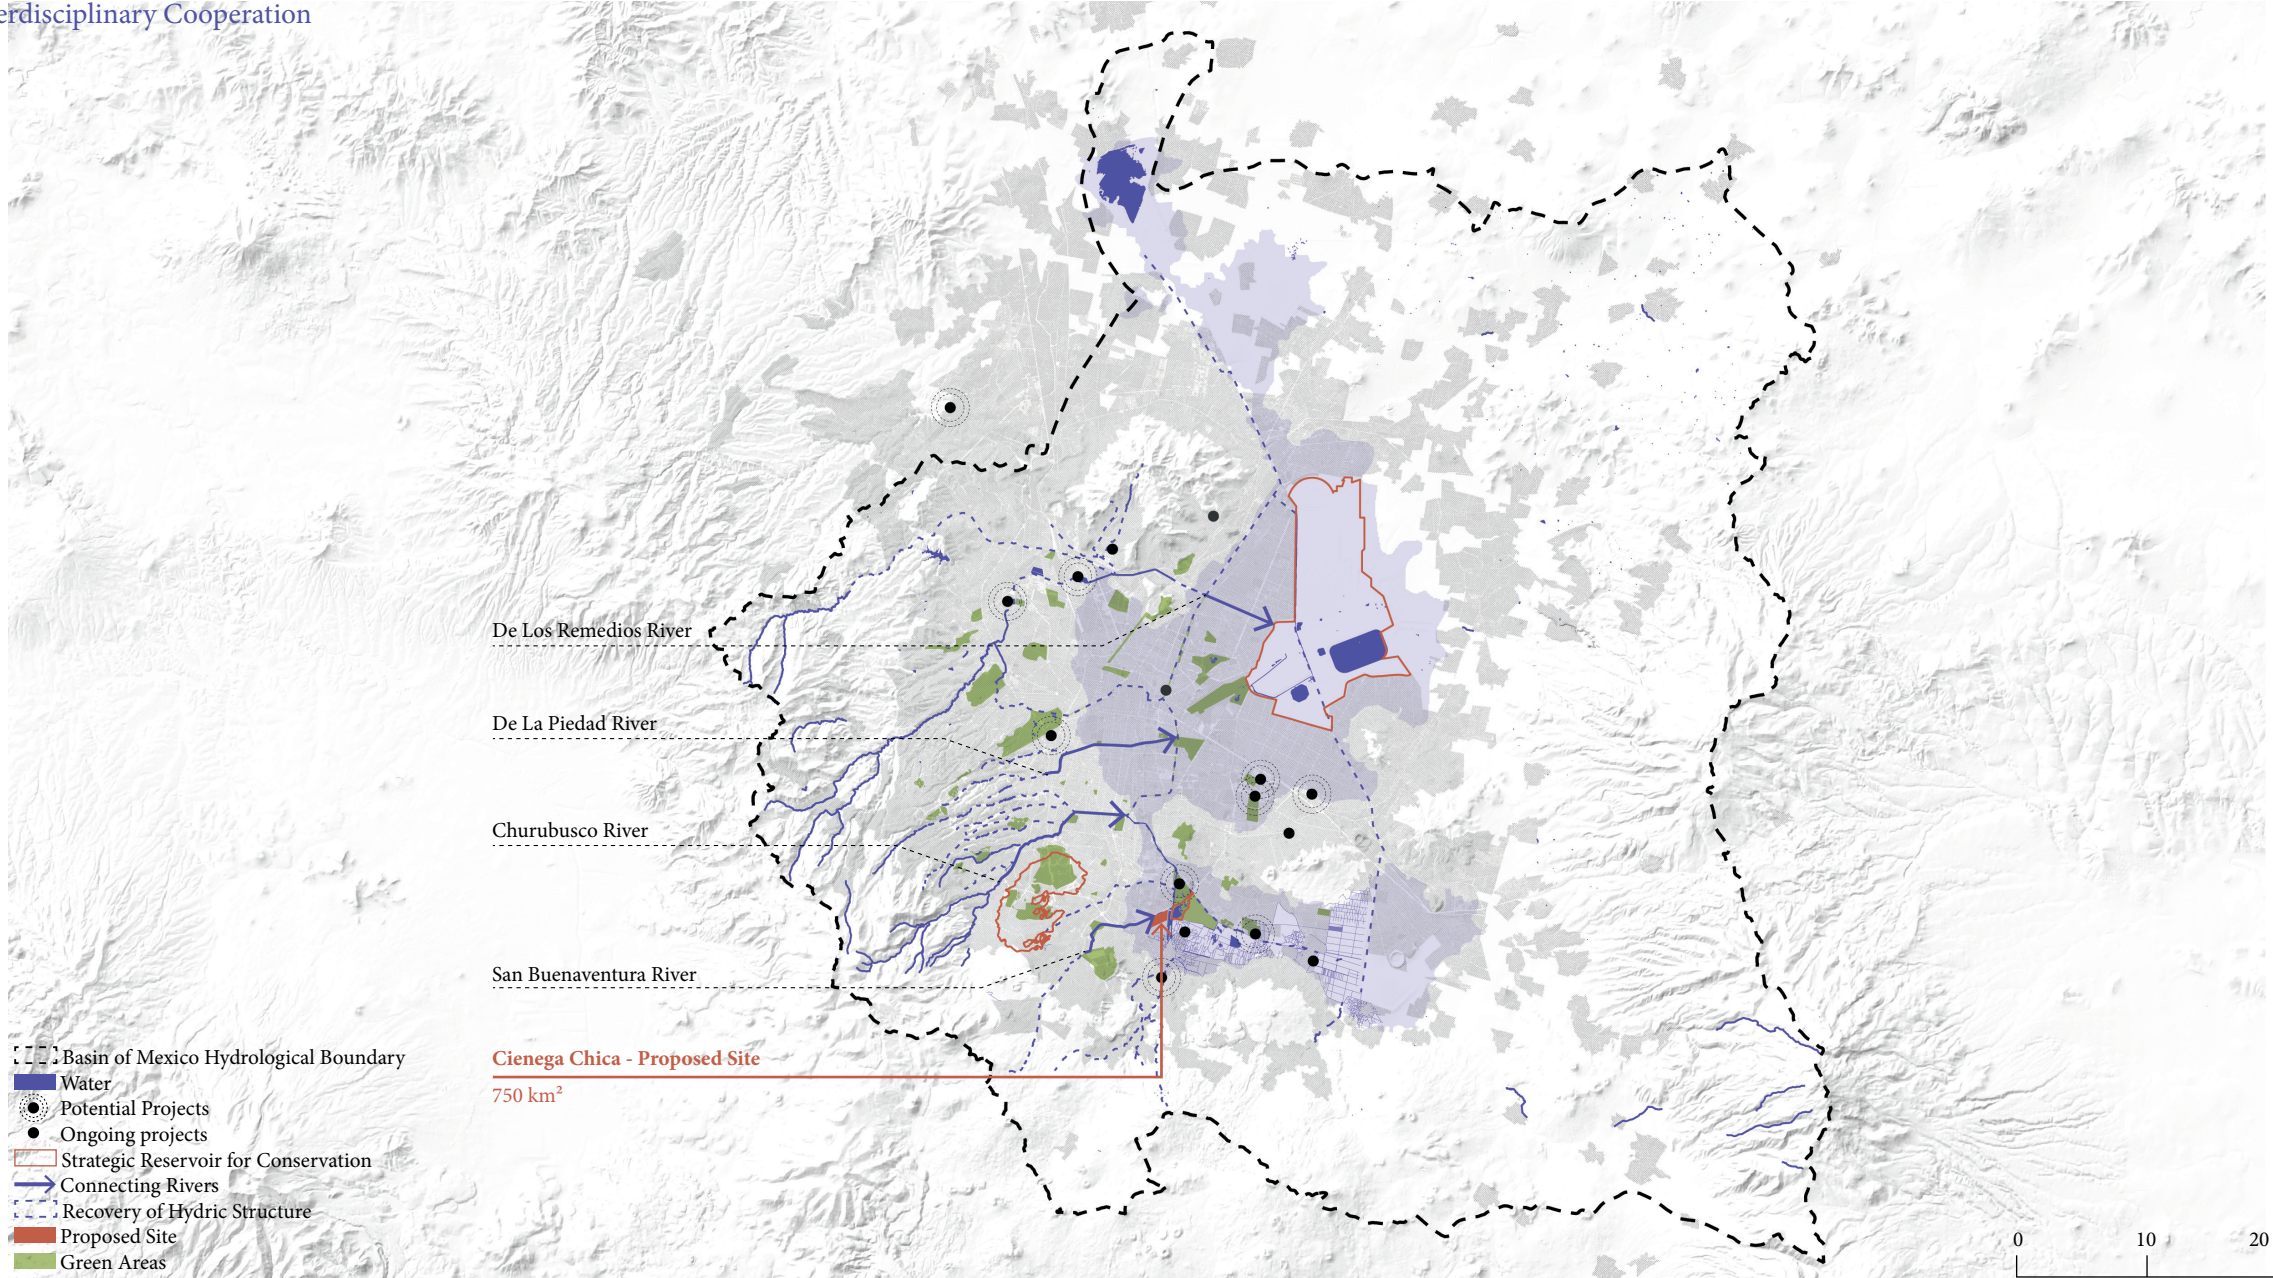 erdisciplinary Cooperation
De Los Remedios River
De La Piedad River
Churubusco River
San Buenaventura River
Cienega Chica - Proposed Site
750 km²
Basin of Mexico Hydrological Boundary
Water
Potential Projects
Ongoing projects
Strategic Reservoir for Conservation
Connecting Rivers
Recovery of Hydric Structure
Proposed Site
Green Areas
0 10 20